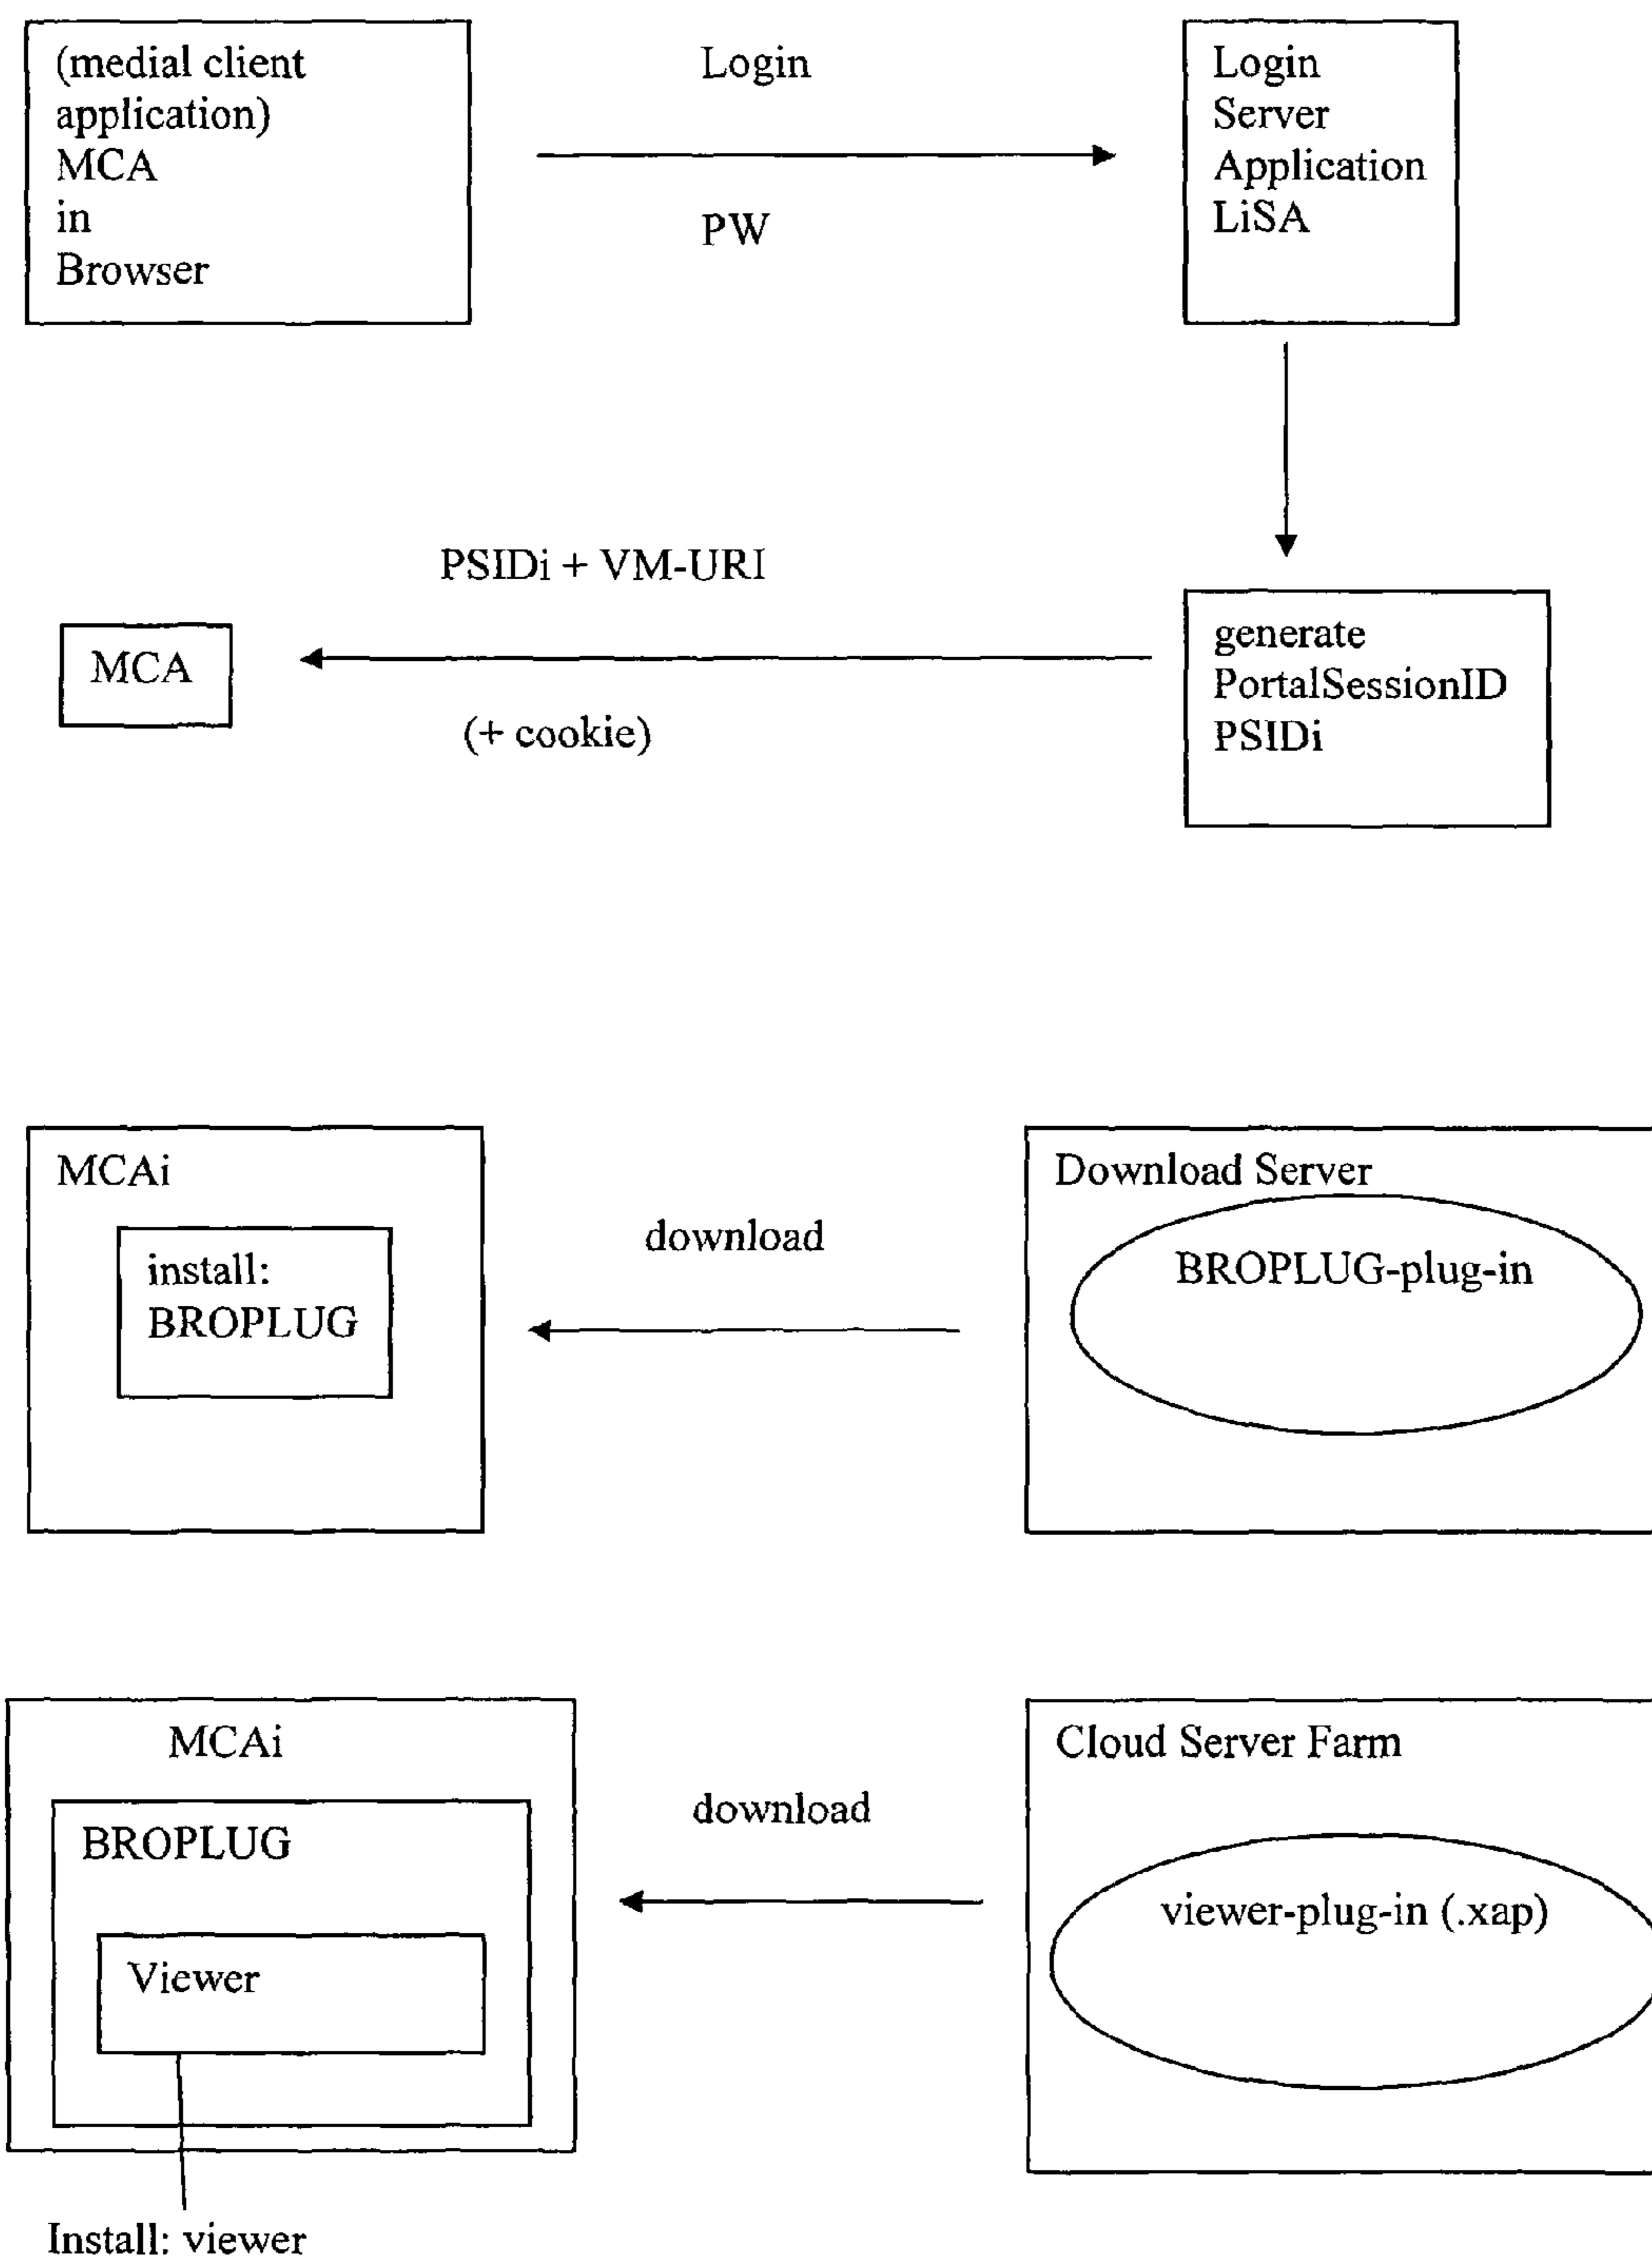 (medial client
application)
MCA
in
Browser
Login
PW
Login
Server
Application
LiSA
PSIDi + VM-URI
MCA
(+ cookie)
generate
PortalSessionID
PSIDi
MCAi
install:
BROPLUG
download
Download Server
BROPLUG-plug-in
MCAi
BROPLUG
Viewer
download
Cloud Server Farm
viewer-plug-in (.xap)
Install: viewer